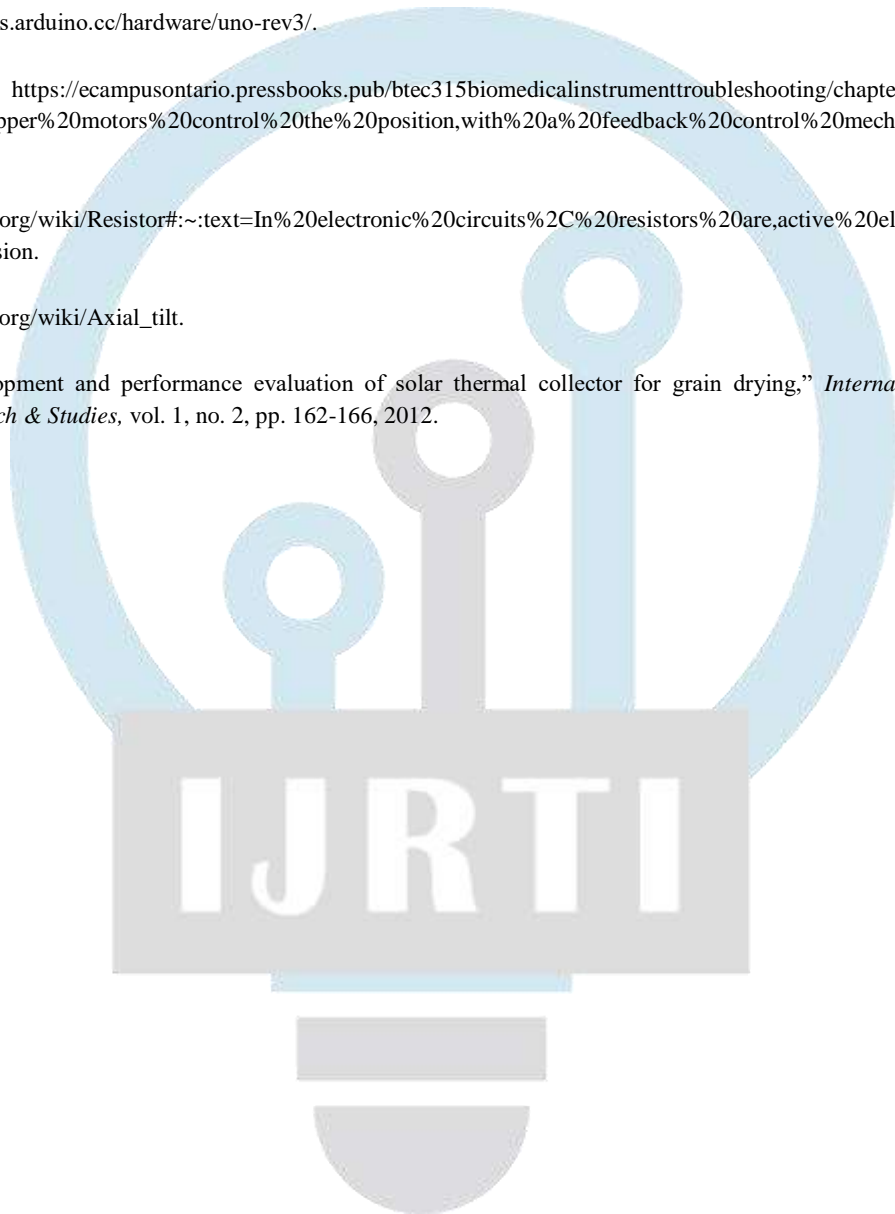 s.arduino.cc/hardware/uno-rev3/.
https://ecampusontario.pressbooks.pub/btec315biomedicalinstrumenttroubleshooting/chapte
pper%20motors%20control%20the%20position,with%20a%20feedback%20control%20mech
org/wiki/Resistor#:~:text=In%20electronic%20circuits%2C%20resistors%20are,active%20el
sion.
org/wiki/Axial_tilt.
opment and performance evaluation of solar thermal collector for grain drying,” Interna
ch & Studies, vol. 1, no. 2, pp. 162-166, 2012.
IJRTI